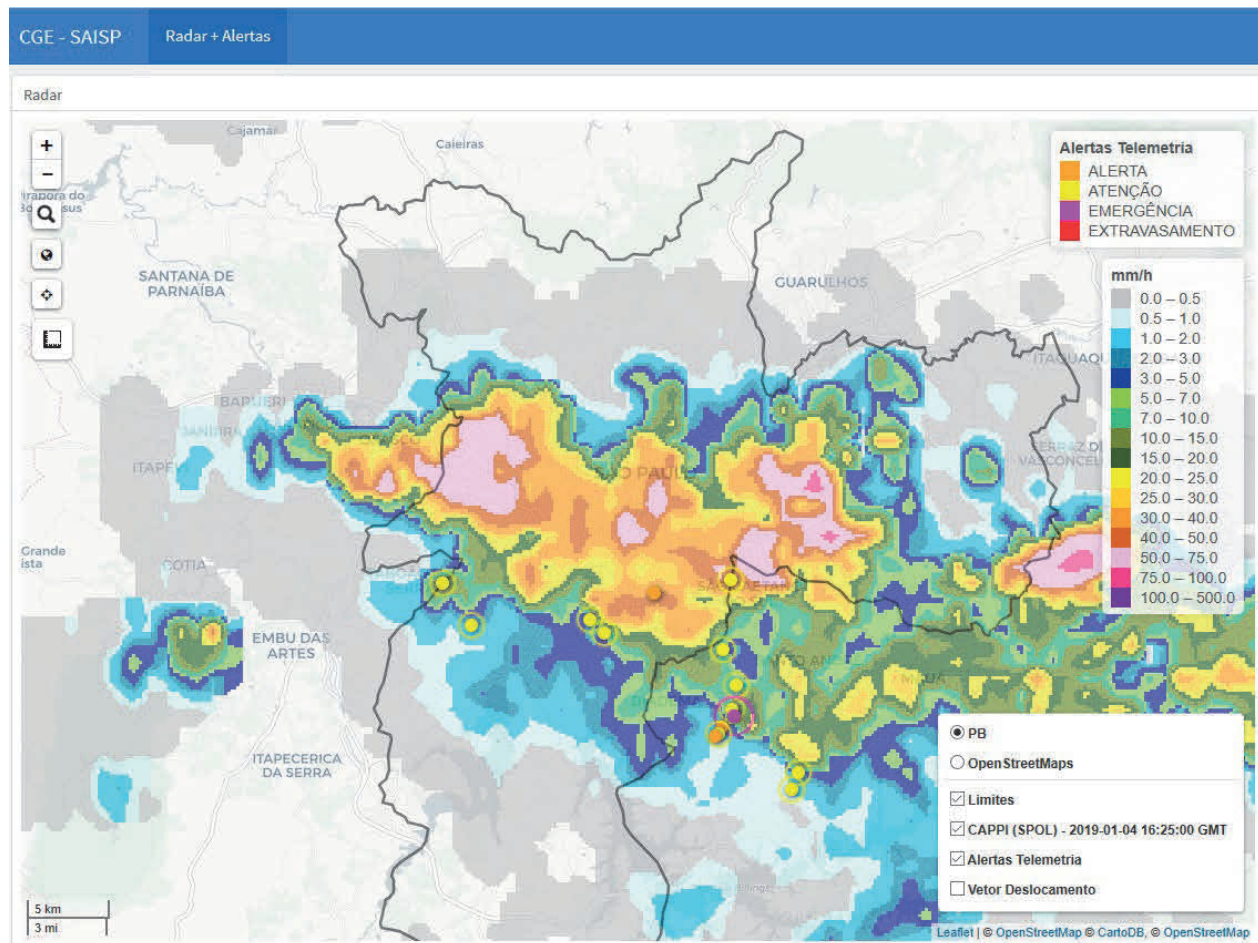 CGE - SAISP
Radar + Alertas
Radar
+
−
Cajamar
Caieiras
SANTANA DE
PARNAÍBA
GUARULHOS
BARUERI
COTIA
Grande
EMBU DAS
ARTES
ITAPECERICA
DA SERRA
Alertas Telemetria
ALERTA
ATENÇÃO
EMERGÊNCIA
EXTRAVASAMENTO
mm/h
0.0 – 0.5
0.5 – 1.0
1.0 – 2.0
2.0 – 3.0
3.0 – 5.0
5.0 – 7.0
7.0 – 10.0
10.0 – 15.0
15.0 – 20.0
20.0 – 25.0
25.0 – 30.0
30.0 – 40.0
40.0 – 50.0
50.0 – 75.0
75.0 – 100.0
100.0 – 500.0
PB
OpenStreetMaps
Limites
CAPPI (SPOL) - 2019-01-04 16:25:00 GMT
Alertas Telemetria
Vetor Deslocamento
5 km
3 mi
Leaflet | © OpenStreetMap © CartoDB, © OpenStreetMap